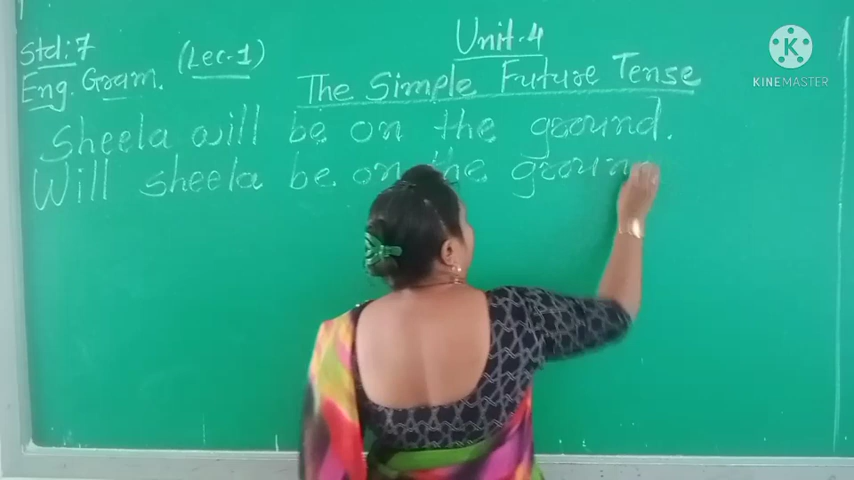 Std:7
(Lec-1)
Unit-4
Eng. Gram.
The Simple Future Tense
Sheela will be on the ground.
Will sheela be on the groun
K
KINEMASTER